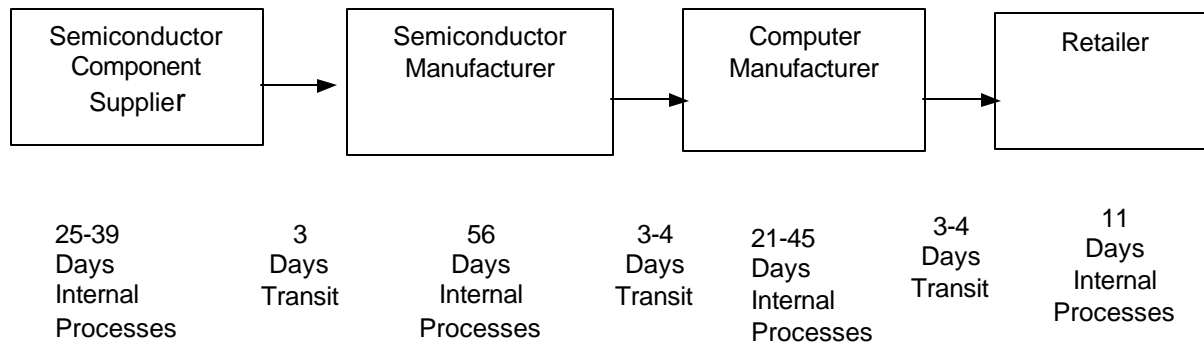 Semiconductor
Component
Supplier
Semiconductor
Manufacturer
Computer
Manufacturer
Retailer
25-39
Days
Internal
Processes
3
Days
Transit
56
Days
Internal
Processes
3-4
Days
Transit
21-45
Days
Internal
Processes
3-4
Days
Transit
11
Days
Internal
Processes